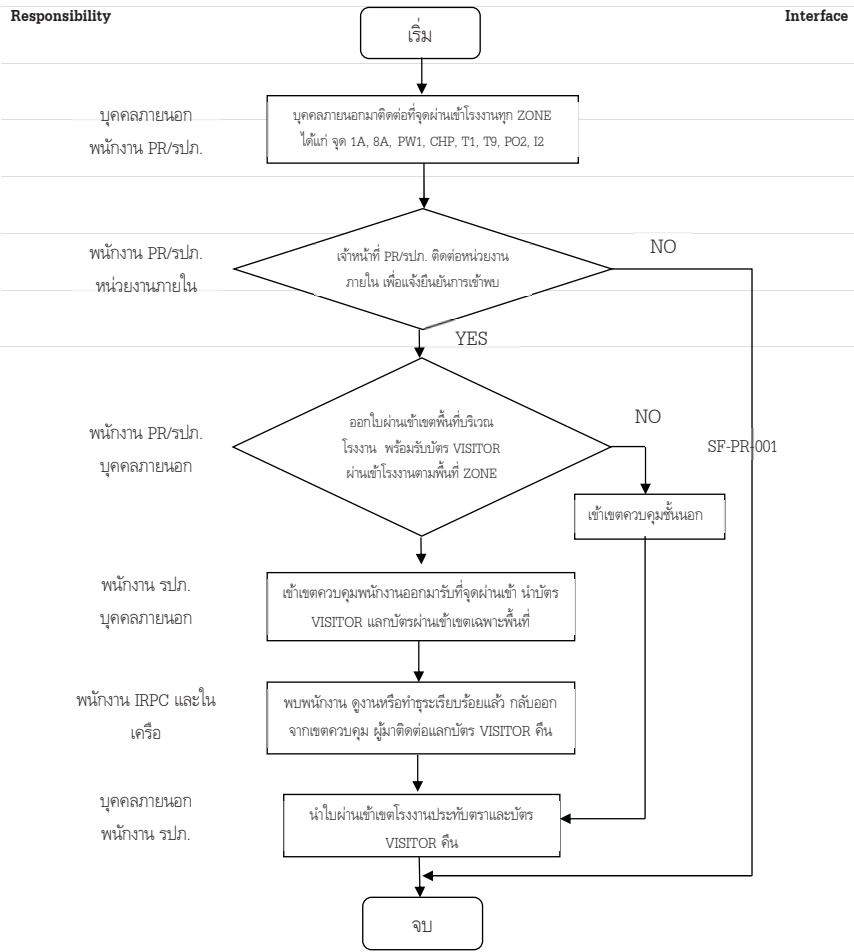 Responsibility
Interface
เริ่ม
บุคคลภายนอก
พนักงาน PR/รปภ.
บุคคลภายนอกมาติดต่อที่จุดผ่านเข้าโรงงานทุก ZONE
ได้แก่ จุด 1A, 8A, PW1, CHP, T1, T9, PO2, I2
พนักงาน PR/รปภ.
หน่วยงานภายใน
เจ้าหน้าที่ PR/รปภ. ติดต่อหน่วยงาน
ภายใน เพื่อแจ้งยืนยันการเข้าพบ
NO
YES
พนักงาน PR/รปภ.
บุคคลภายนอก
ออกใบผ่านเข้าเขตพื้นที่บริเวณ
โรงงาน พร้อมรับบัตร VISITOR
ผ่านเข้าโรงงานตามพื้นที่ ZONE
NO
SF-PR-001
เข้าเขตควบคุมชั้นนอก
พนักงาน รปภ.
บุคคลภายนอก
เข้าเขตควบคุมพนักงานออกมารับที่จุดผ่านเข้า นำบัตร
VISITOR แลกบัตรผ่านเข้าเขตเฉพาะพื้นที่
พนักงาน IRPC และใน
เครือ
พบพนักงาน ดูงานหรือทำธุระเรียบร้อยแล้ว กลับออก
จากเขตควบคุม ผู้มาติดต่อแลกบัตร VISITOR คืน
บุคคลภายนอก
พนักงาน รปภ.
นำใบผ่านเข้าเขตโรงงานประทับตราและบัตร
VISITOR คืน
จบ